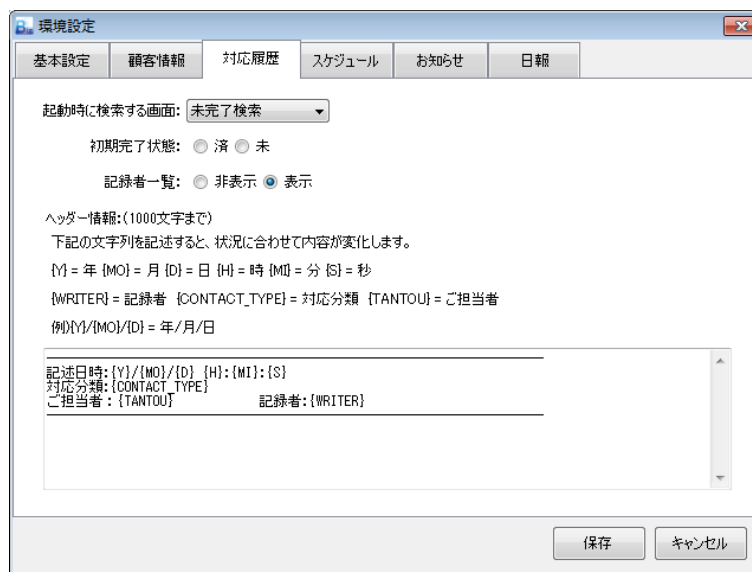 環境設定
基本設定 顧客情報 対応履歴 スケジュール お知らせ 日報
起動時に検索する画面: 未完了検索
初期完了状態: 済 未
記録者一覧: 非表示 表示
ヘッダー情報:(1000文字まで)
下記の文字列を記述すると、状況に合わせて内容が変化します。
{Y} = 年 {MO} = 月 {D} = 日 {H} = 時 {MI} = 分 {S} = 秒
{WRITER} = 記録者 {CONTACT_TYPE} = 対応分類 {TANTOU} = ご担当者
例){Y}/{MO}/{D} = 年/月/日
記述日時:{Y}/{MO}/{D} {H}:{MI}:{S}
対応分類:{CONTACT_TYPE}
ご担当者:{TANTOU} 記録者:{WRITER}
保存 キャンセル